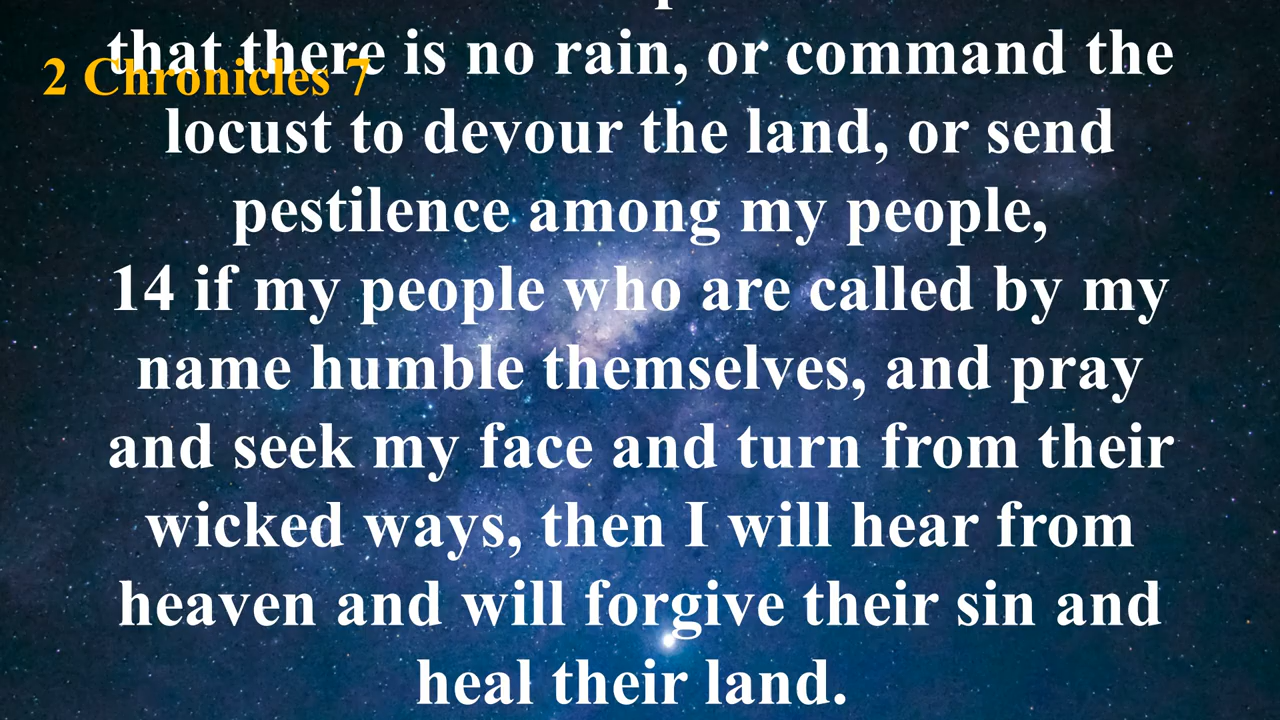 2 Chronicles 7
that there is no rain, or command the
locust to devour the land, or send
pestilence among my people,
14 if my people who are called by my
name humble themselves, and pray
and seek my face and turn from their
wicked ways, then I will hear from
heaven and will forgive their sin and
heal their land.